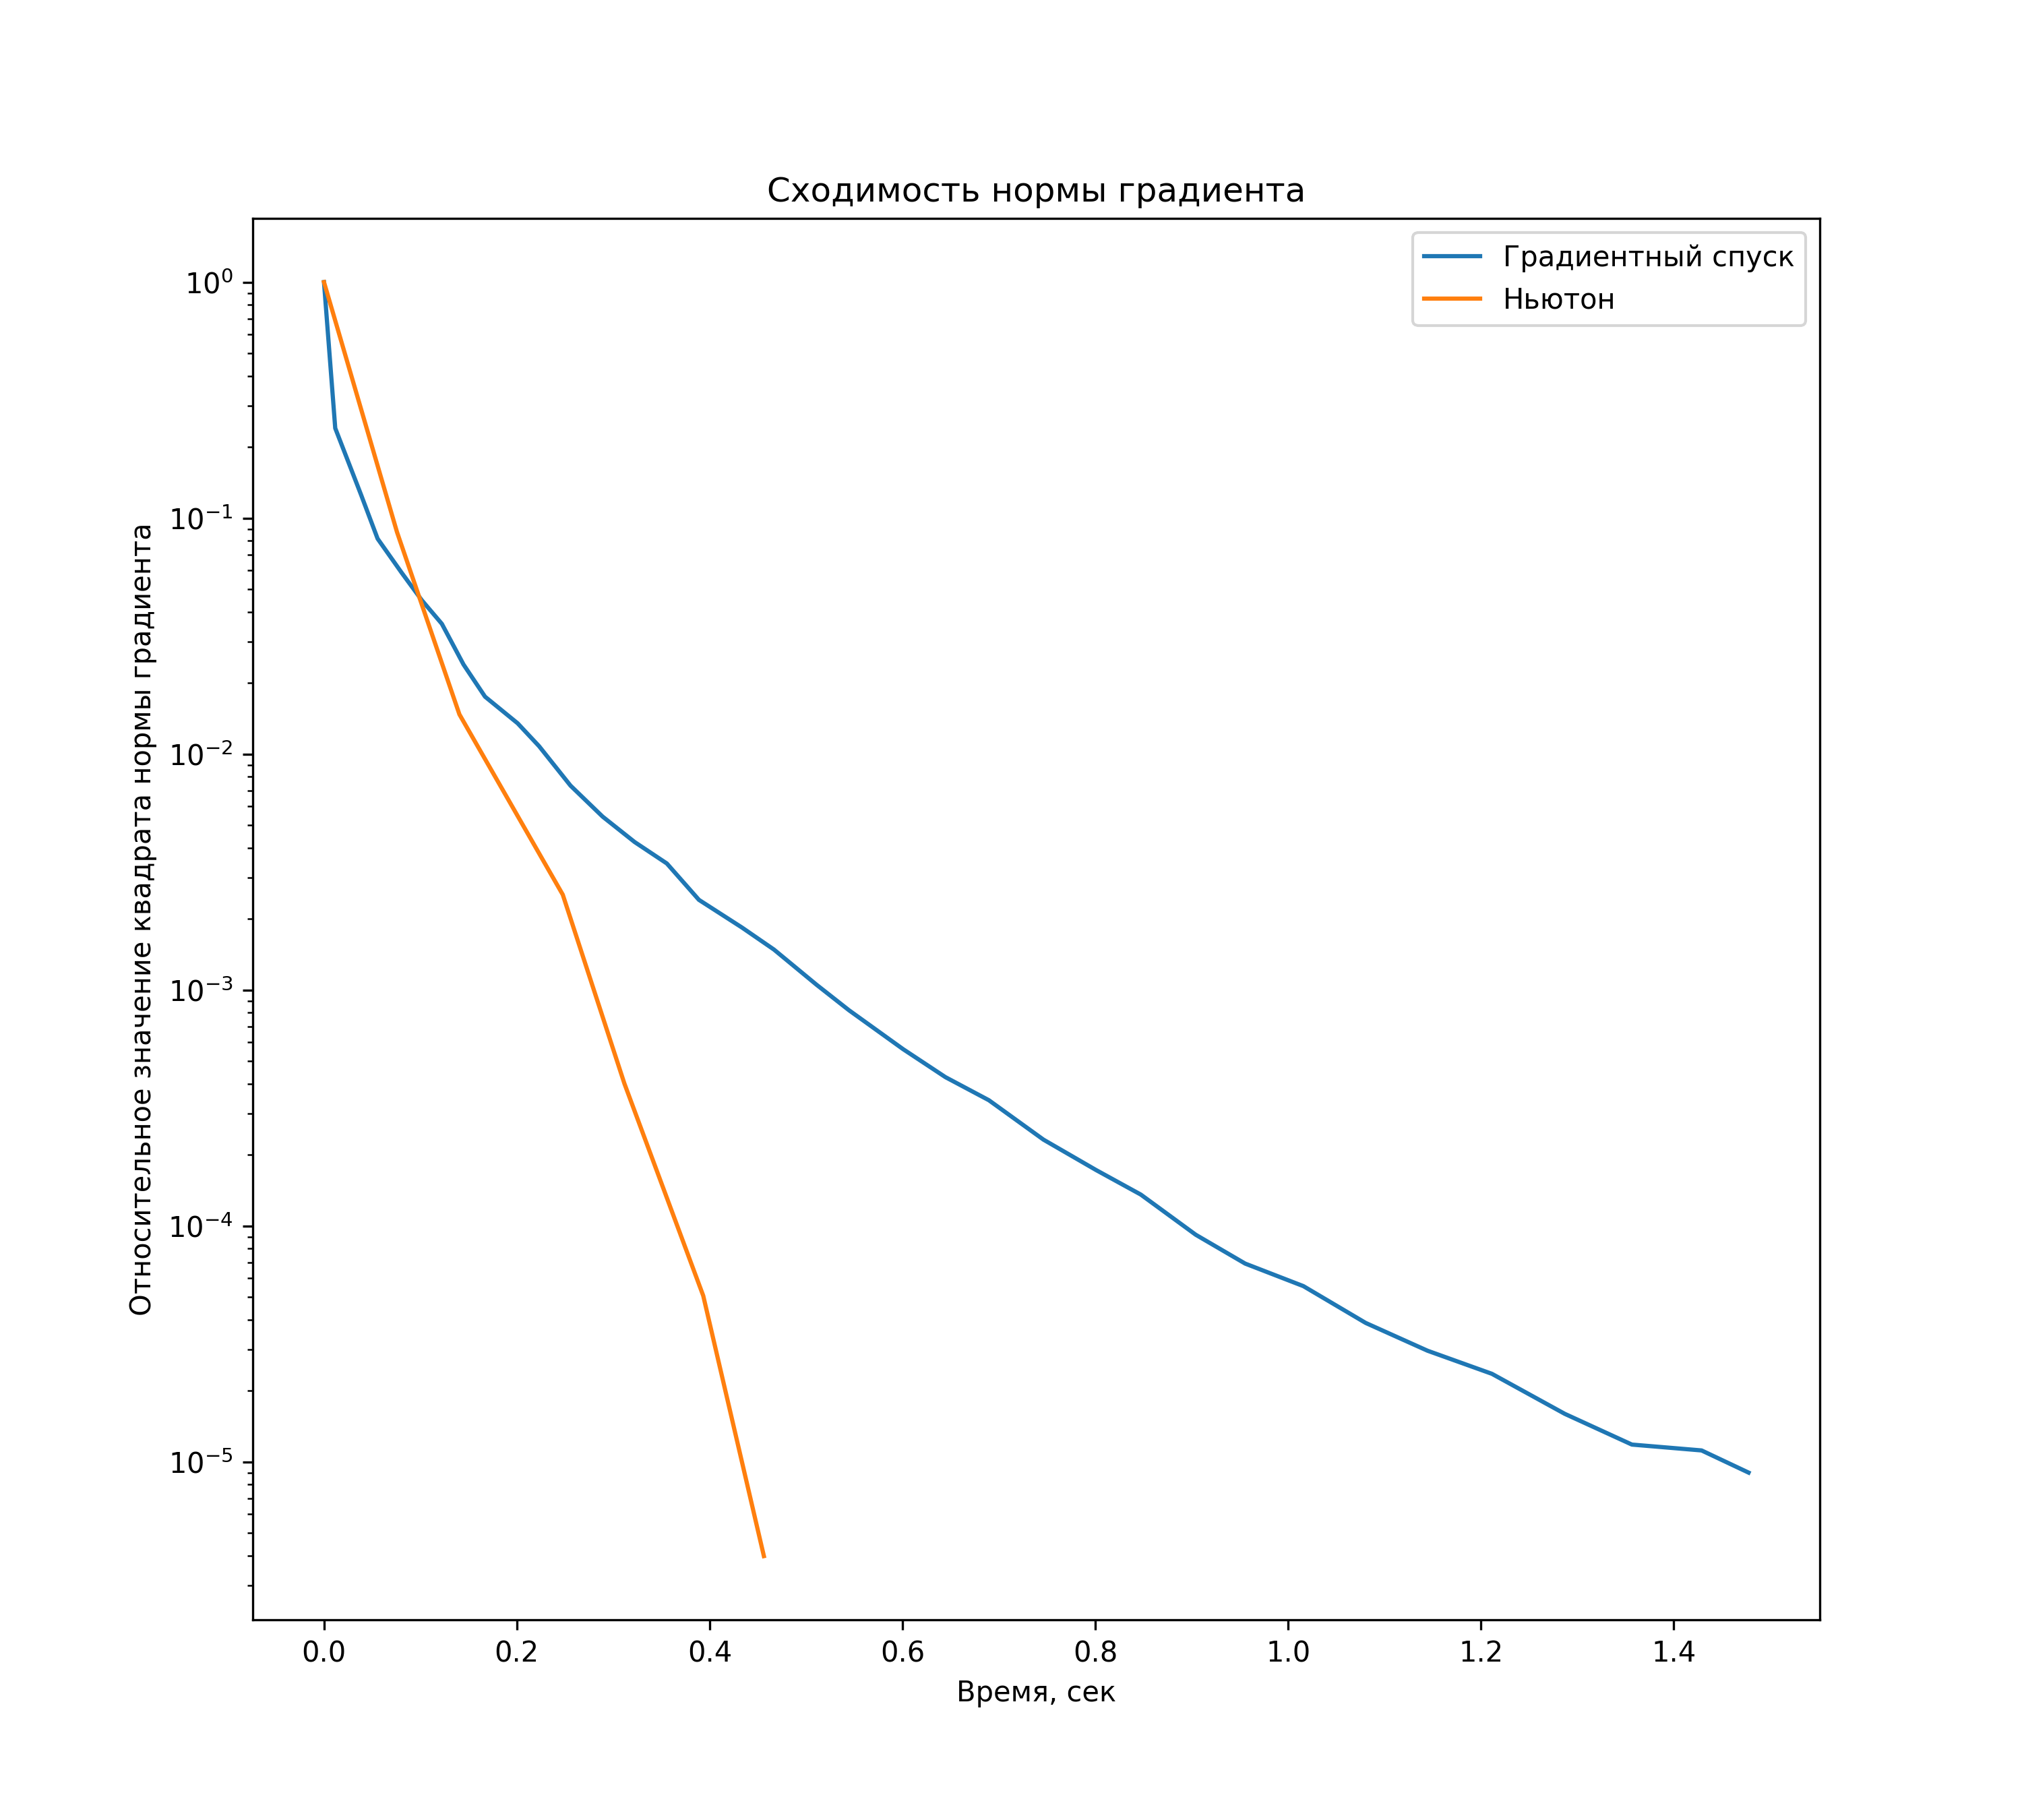 Сходимость нормы градиента
Градиентный спуск
Ньютон
Относительное значение квадрата нормы градиента
10⁰
10⁻¹
10⁻²
10⁻³
10⁻⁴
10⁻⁵
0.0 0.2 0.4 0.6 0.8 1.0 1.2 1.4
Время, сек